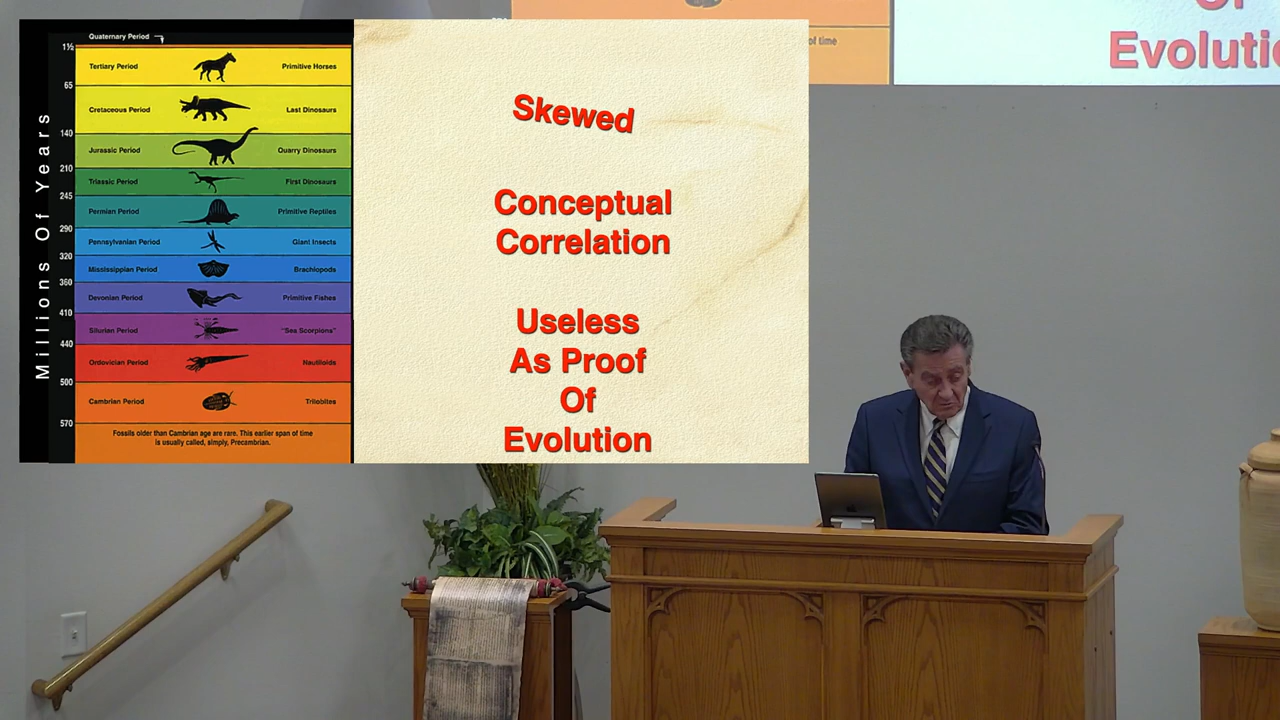 Quaternary Period
1½
Tertiary Period Primitive Horses
65
Cretaceous Period Last Dinosaurs
140
Jurassic Period Quarry Dinosaurs
210
Triassic Period First Dinosaurs
245
Permian Period Primitive Reptiles
290
Pennsylvanian Period Giant Insects
320
Mississippian Period Brachiopods
360
Devonian Period Primitive Fishes
410
Silurian Period "Sea Scorpions"
440
Ordovician Period Nautiloids
500
Cambrian Period Trilobites
570
Fossils older than Cambrian age are rare. This earlier span of time
is usually called, simply, Precambrian.
Millions Of Years
Skewed
Conceptual
Correlation
Useless
As Proof
Of
Evolution
of time
Of
Evolutio